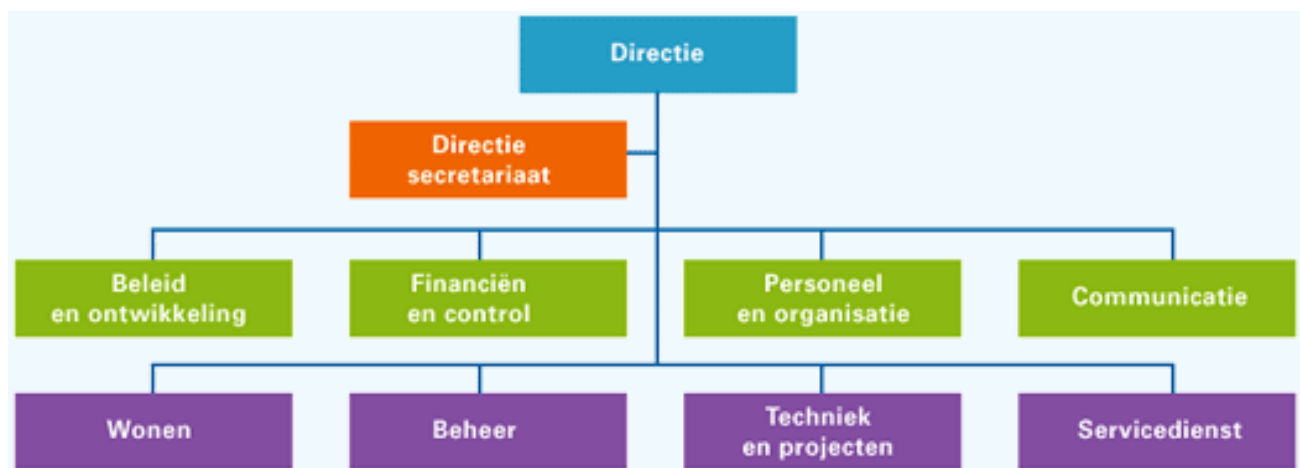 Directie
Directie
secretariaat
Beleid
en ontwikkeling
Financiën
en control
Personeel
en organisatie
Communicatie
Wonen
Beheer
Techniek
en projecten
Servicedienst